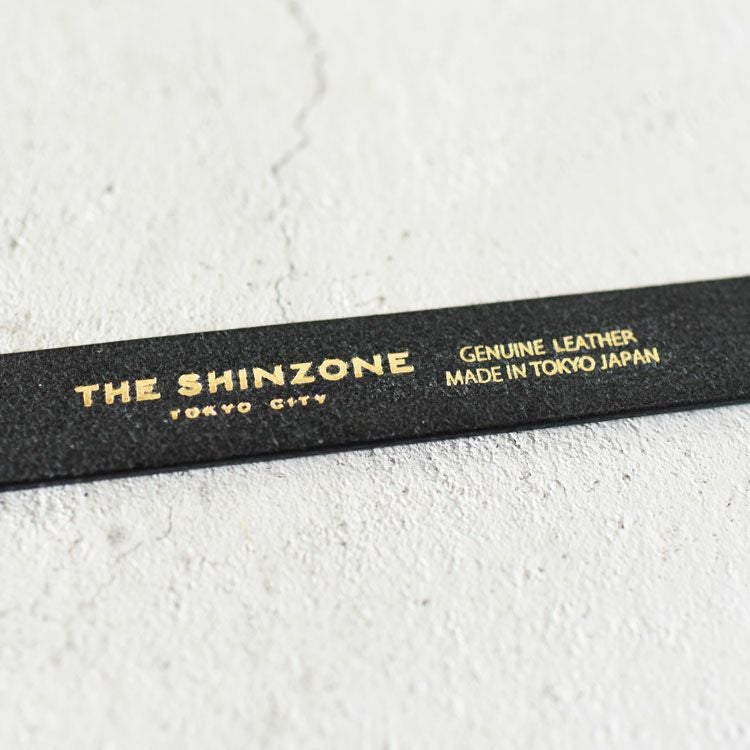 THE SHINZONE
TOKYO CITY
GENUINE LEATHER
MADE IN TOKYO JAPAN